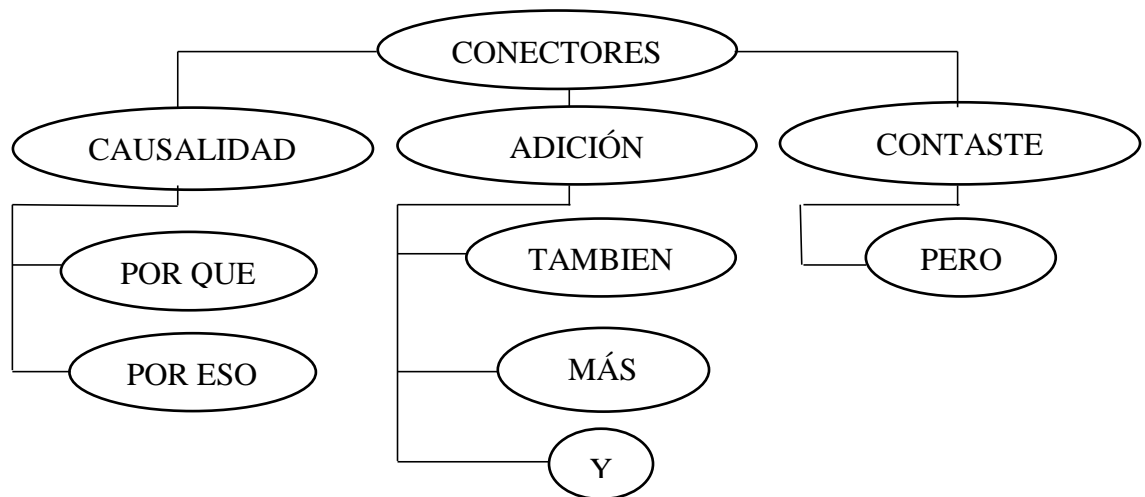 CONECTORES
CAUSALIDAD
ADICIÓN
CONTASTE
POR QUE
TAMBIEN
PERO
POR ESO
MÁS
Y